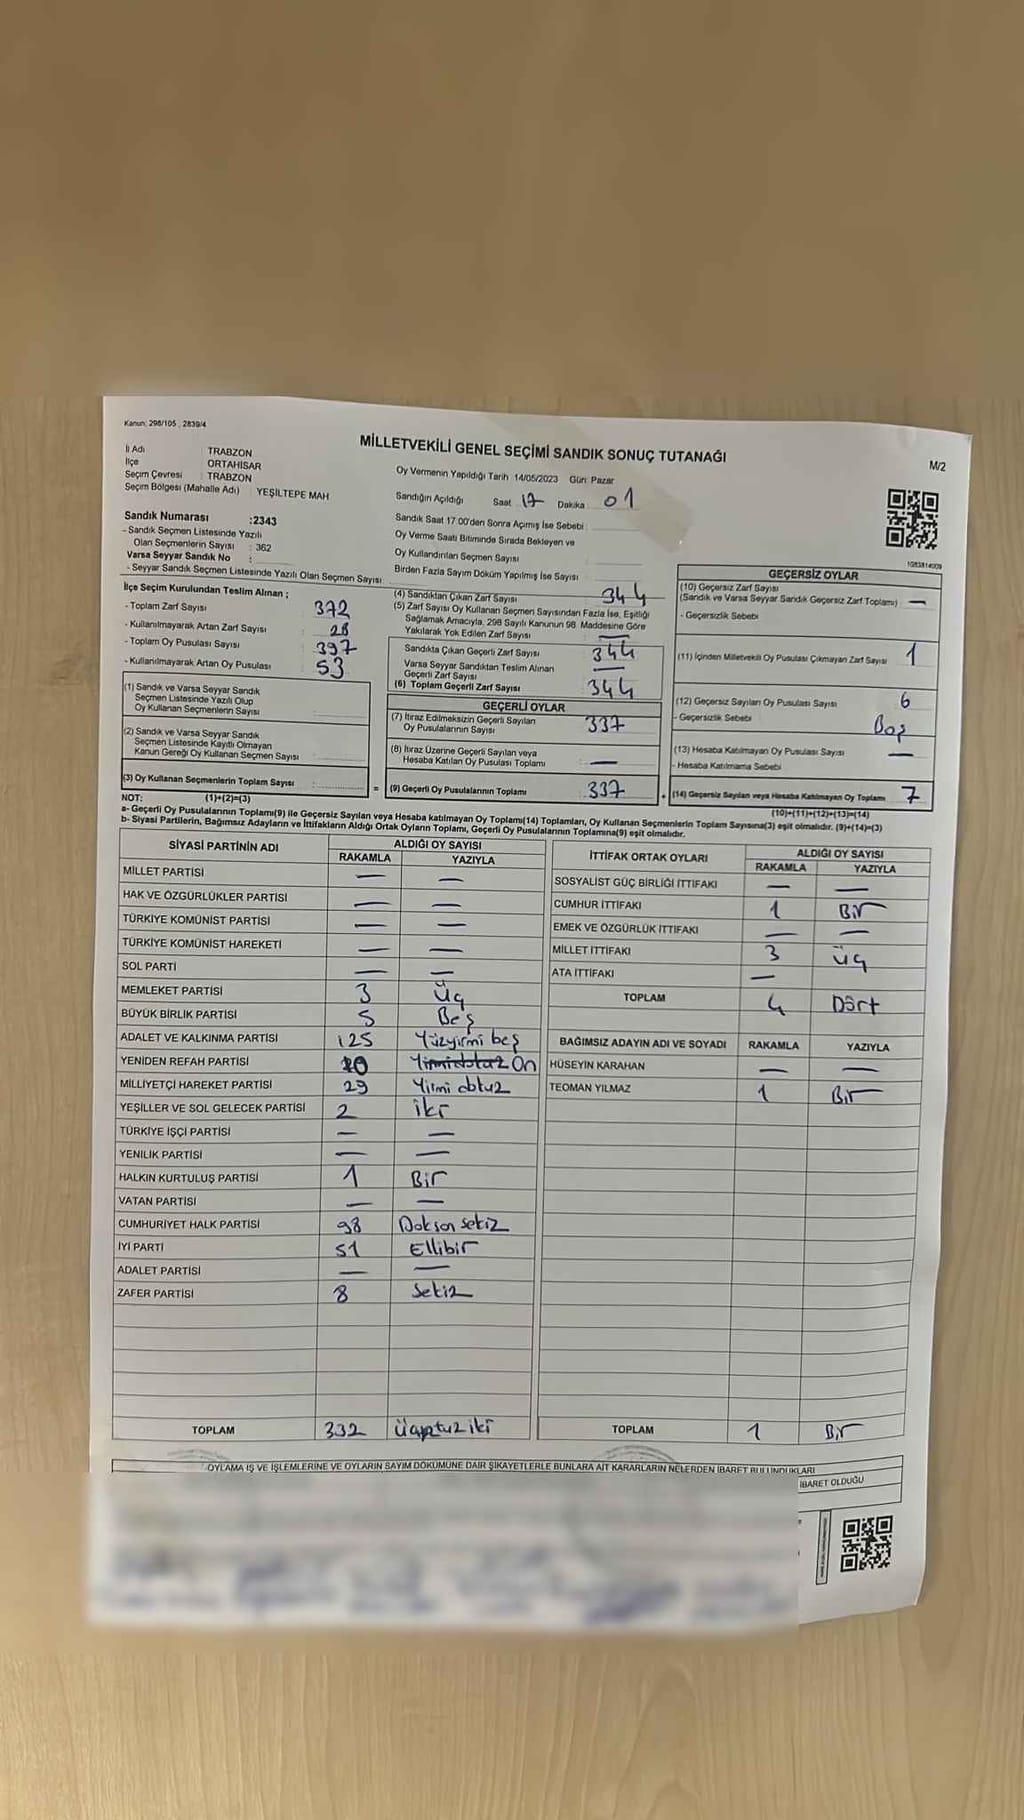 Kanun: 298/105 , 2839/4
MİLLETVEKİLİ GENEL SEÇİMİ SANDIK SONUÇ TUTANAĞI
M/2
İl Adı TRABZON
İlçe ORTAHİSAR
Seçim Çevresi : TRABZON
Seçim Bölgesi (Mahalle Adı) YEŞİLTEPE MAH
Oy Vermenin Yapıldığı Tarih 14/05/2023 Gün: Pazar
Sandığın Açıldığı Saat 17 Dakika 01
Sandık Saat 17.00'den Sonra Açılmış İse Sebebi :
Oy Verme Saati Bitiminde Sırada Bekleyen ve
Oy Kullandırılan Seçmen Sayısı
Birden Fazla Sayım Döküm Yapılmış İse Sayısı
Sandık Numarası :2343
- Sandık Seçmen Listesinde Yazılı
Olan Seçmenlerin Sayısı : 362
Varsa Seyyar Sandık No :
- Seyyar Sandık Seçmen Listesinde Yazılı Olan Seçmen Sayısı:
İlçe Seçim Kurulundan Teslim Alınan ;
- Toplam Zarf Sayısı : 372
- Kullanılmayarak Artan Zarf Sayısı : 28
- Toplam Oy Pusulası Sayısı : 397
- Kullanılmayarak Artan Oy Pusulası : 53
(1) Sandık ve Varsa Seyyar Sandık
Seçmen Listesinde Yazılı Olup
Oy Kullanan Seçmenlerin Sayısı
(2) Sandık ve Varsa Seyyar Sandık
Seçmen Listesinde Kayıtlı Olmayan
Kanun Gereği Oy Kullanan Seçmen Sayısı
(3) Oy Kullanan Seçmenlerin Toplam Sayısı :
(1)+(2)=(3)
(4) Sandıktan Çıkan Zarf Sayısı 344
(5) Zarf Sayısı Oy Kullanan Seçmen Sayısından Fazla İse, Eşitliği
Sağlamak Amacıyla, 298 Sayılı Kanunun 98. Maddesine Göre
Yakılarak Yok Edilen Zarf Sayısı —
Sandıkta Çıkan Geçerli Zarf Sayısı 344
Varsa Seyyar Sandıktan Teslim Alınan
Geçerli Zarf Sayısı —
(6) Toplam Geçerli Zarf Sayısı 344
GEÇERLİ OYLAR
(7) İtiraz Edilmeksizin Geçerli Sayılan
Oy Pusulalarının Sayısı 337
(8) İtiraz Üzerine Geçerli Sayılan veya
Hesaba Katılan Oy Pusulası Toplamı —
= (9) Geçerli Oy Pusulalarının Toplamı 337 +
1083814009
GEÇERSİZ OYLAR
(10) Geçersiz Zarf Sayısı
(Sandık ve Varsa Seyyar Sandık Geçersiz Zarf Toplamı) —
- Geçersizlik Sebebi
(11) İçinden Milletvekili Oy Pusulası Çıkmayan Zarf Sayısı 1
(12) Geçersiz Sayılan Oy Pusulası Sayısı 6
- Geçersizlik Sebebi Boş
(13) Hesaba Katılmayan Oy Pusulası Sayısı —
- Hesaba Katılmama Sebebi
(14) Geçersiz Sayılan veya Hesaba Katılmayan Oy Toplamı 7
(10)+(11)+(12)+(13)=(14)
NOT:
a- Geçerli Oy Pusulalarının Toplamı(9) ile Geçersiz Sayılan veya Hesaba katılmayan Oy Toplamı(14) Toplamları, Oy Kullanan Seçmenlerin Toplam Sayısına(3) eşit olmalıdır. (9)+(14)=(3)
b- Siyasi Partilerin, Bağımsız Adayların ve İttifakların Aldığı Ortak Oyların Toplamı, Geçerli Oy Pusulalarının Toplamına(9) eşit olmalıdır.
SİYASİ PARTİNİN ADI ALDIĞI OY SAYISI
RAKAMLA YAZIYLA
MİLLET PARTİSİ — —
HAK VE ÖZGÜRLÜKLER PARTİSİ — —
TÜRKİYE KOMÜNİST PARTİSİ — —
TÜRKİYE KOMÜNİST HAREKETİ — —
SOL PARTİ — —
MEMLEKET PARTİSİ 3 Üç
BÜYÜK BİRLİK PARTİSİ 5 Beş
ADALET VE KALKINMA PARTİSİ 125 Yüzyirmi beş
YENİDEN REFAH PARTİSİ 10 On
MİLLİYETÇİ HAREKET PARTİSİ 29 Yirmi dokuz
YEŞİLLER VE SOL GELECEK PARTİSİ 2 iki
TÜRKİYE İŞÇİ PARTİSİ — —
YENİLİK PARTİSİ — —
HALKIN KURTULUŞ PARTİSİ 1 Bir
VATAN PARTİSİ — —
CUMHURİYET HALK PARTİSİ 98 Doksan sekiz
İYİ PARTİ 51 Ellibir
ADALET PARTİSİ — —
ZAFER PARTİSİ 8 Sekiz
TOPLAM 332 Üçyüzotuz iki
İTTİFAK ORTAK OYLARI ALDIĞI OY SAYISI
RAKAMLA YAZIYLA
SOSYALİST GÜÇ BİRLİĞİ İTTİFAKI — —
CUMHUR İTTİFAKI 1 Bir
EMEK VE ÖZGÜRLÜK İTTİFAKI — —
MİLLET İTTİFAKI 3 Üç
ATA İTTİFAKI —
TOPLAM 4 Dört
BAĞIMSIZ ADAYIN ADI VE SOYADI RAKAMLA YAZIYLA
HÜSEYİN KARAHAN — —
TEOMAN YILMAZ 1 Bir
TOPLAM 1 Bir
OYLAMA İŞ VE İŞLEMLERİNE VE OYLARIN SAYIM DÖKÜMÜNE DAİR ŞİKAYETLERLE BUNLARA AİT KARARLARIN NELERDEN İBARET BULUNDUKLARI
İBARET OLDUĞU